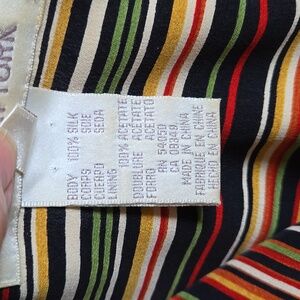 BODY 100% SILK
CORPS SOIE
CUERPO SEDA
LINING 100% ACETATE
DOUBLURE ACETATE
FORRO ACETATO
RN 54050
CA 08329
MADE IN CHINA
FABRIQUE EN CHINE
HECHO EN CHINA